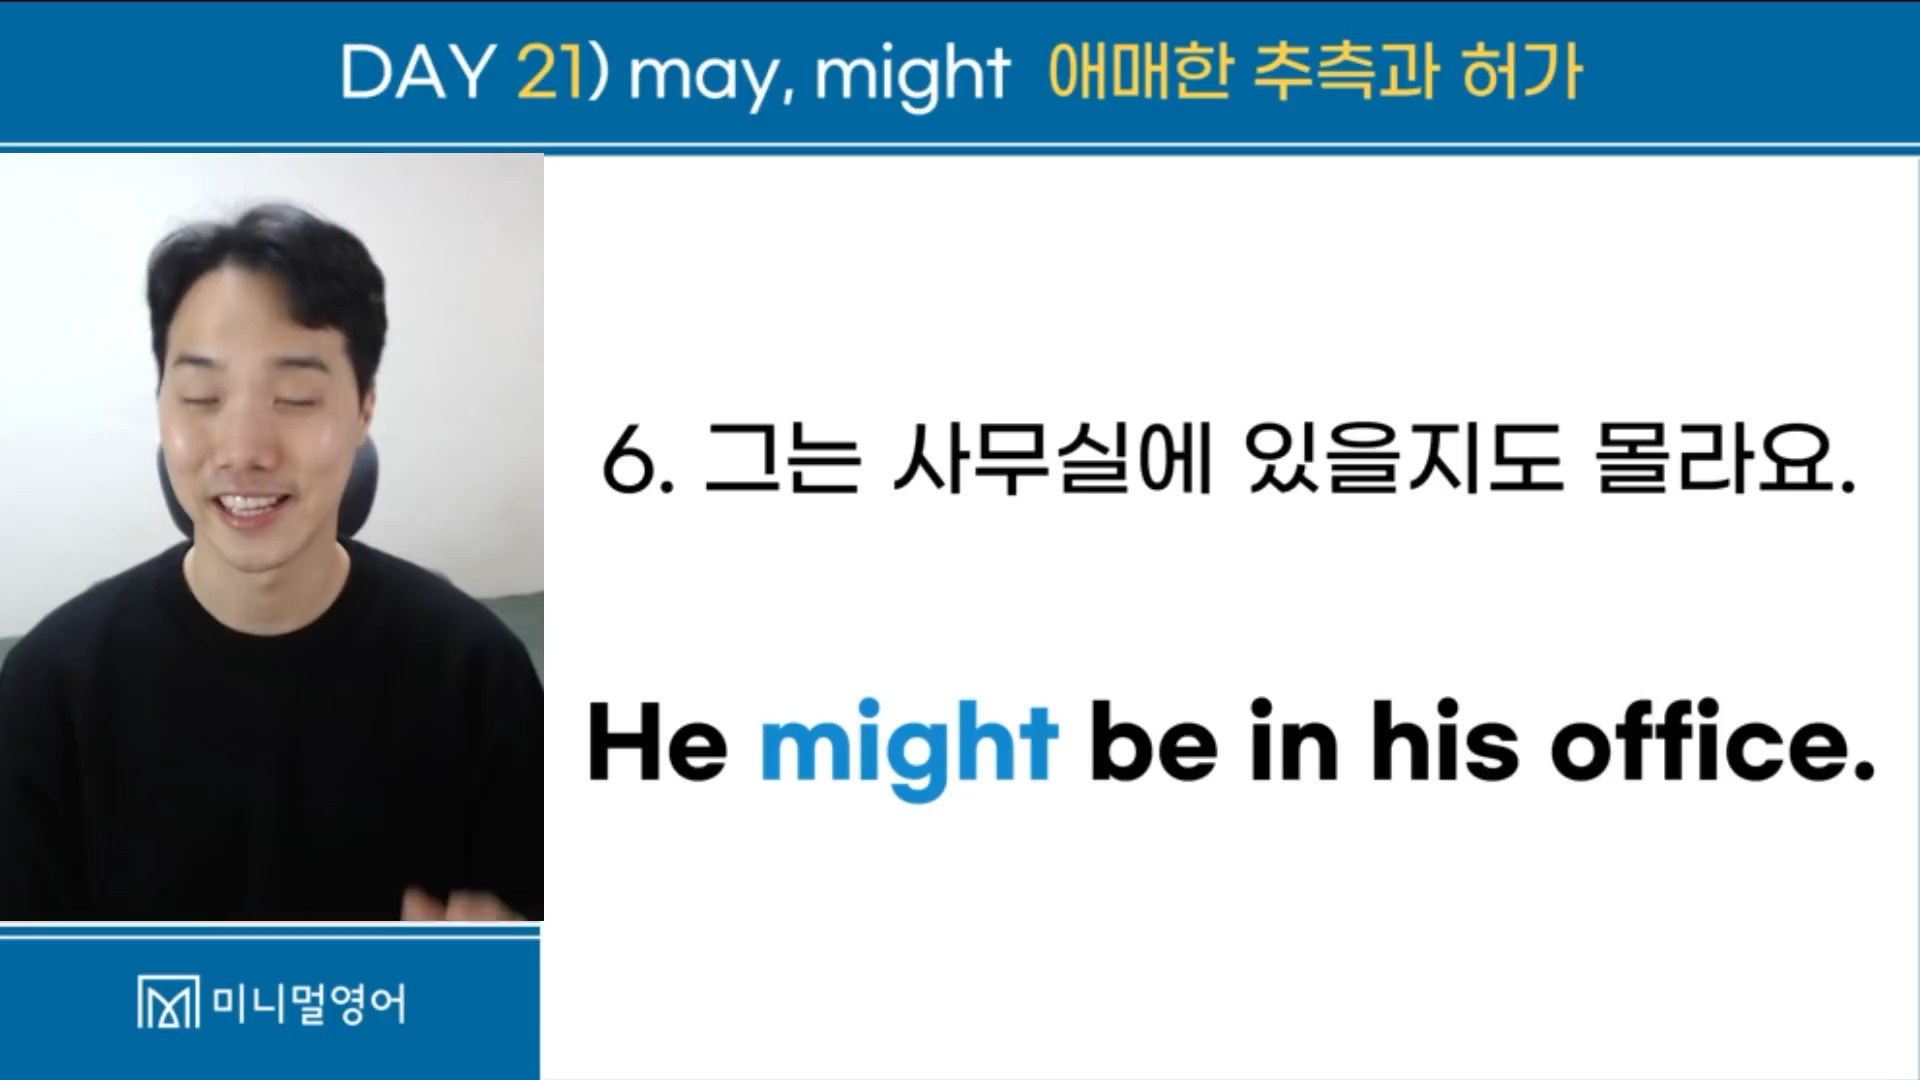 DAY 21) may, might 애매한 추측과 허가
6. 그는 사무실에 있을지도 몰라요.
He might be in his office.
미니멀영어